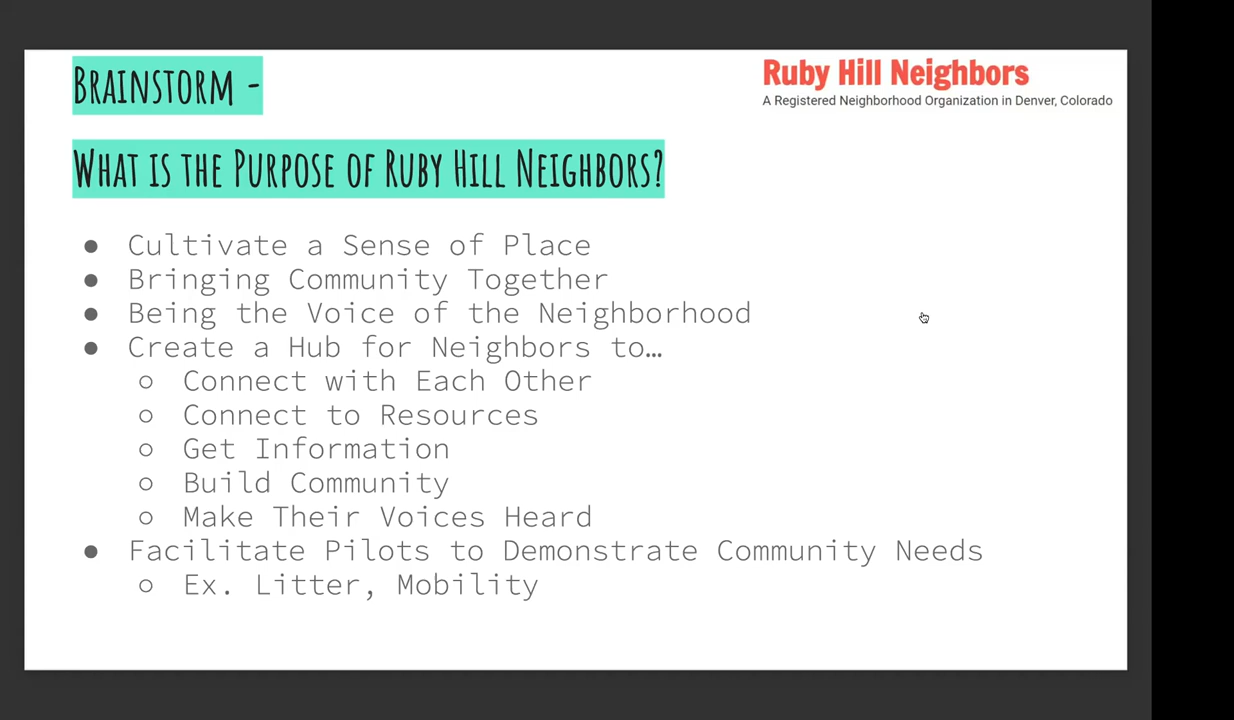 Brainstorm -
Ruby Hill Neighbors
A Registered Neighborhood Organization in Denver, Colorado
What is the Purpose of Ruby Hill Neighbors?
● Cultivate a Sense of Place
● Bringing Community Together
● Being the Voice of the Neighborhood
● Create a Hub for Neighbors to…
○ Connect with Each Other
○ Connect to Resources
○ Get Information
○ Build Community
○ Make Their Voices Heard
● Facilitate Pilots to Demonstrate Community Needs
○ Ex. Litter, Mobility